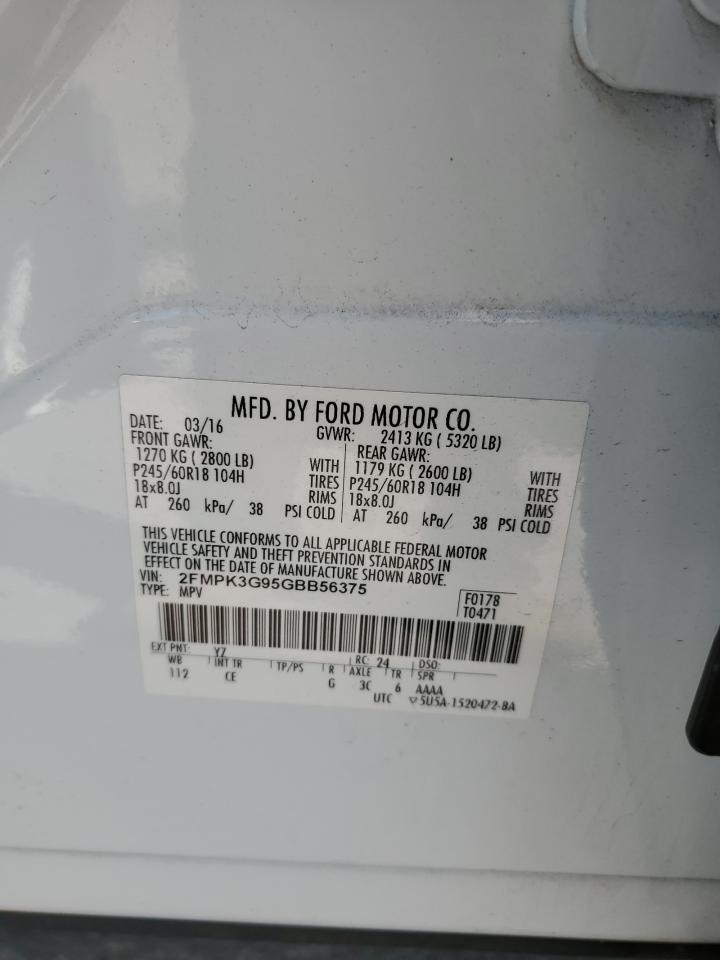 MFD. BY FORD MOTOR CO.
DATE: 03/16 GVWR: 2413 KG ( 5320 LB)
FRONT GAWR: REAR GAWR:
1270 KG ( 2800 LB) WITH 1179 KG ( 2600 LB) WITH
P245/60R18 104H TIRES P245/60R18 104H TIRES
18x8.0J RIMS 18x8.0J RIMS
AT 260 kPa/ 38 PSI COLD AT 260 kPa/ 38 PSI COLD
THIS VEHICLE CONFORMS TO ALL APPLICABLE FEDERAL MOTOR
VEHICLE SAFETY AND THEFT PREVENTION STANDARDS IN
EFFECT ON THE DATE OF MANUFACTURE SHOWN ABOVE.
VIN: 2FMPK3G95GBB56375 F0178
TYPE: MPV T0471
EXT PNT: YZ RC: 24 DSO:
WB INT TR TP/PS R AXLE TR SPR
112 CE G 3C 6 AAAA
UTC ▽5U5A-1520472-BA